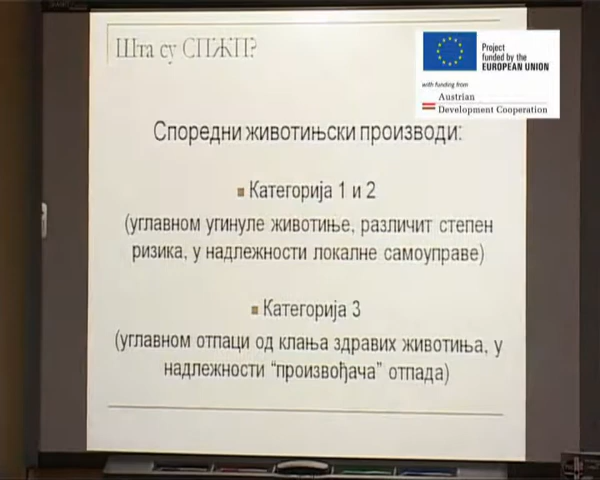 Шта су СПЖП?
Project
funded by the
EUROPEAN UNION
with funding from
Austrian
Development Cooperation
Споредни животињски производи:
Категорија 1 и 2
(углавном угинуле животиње, различит степен
ризика, у надлежности локалне самоуправе)
Категорија 3
(углавном отпаци од клања здравих животиња, у
надлежности “произвођача” отпада)